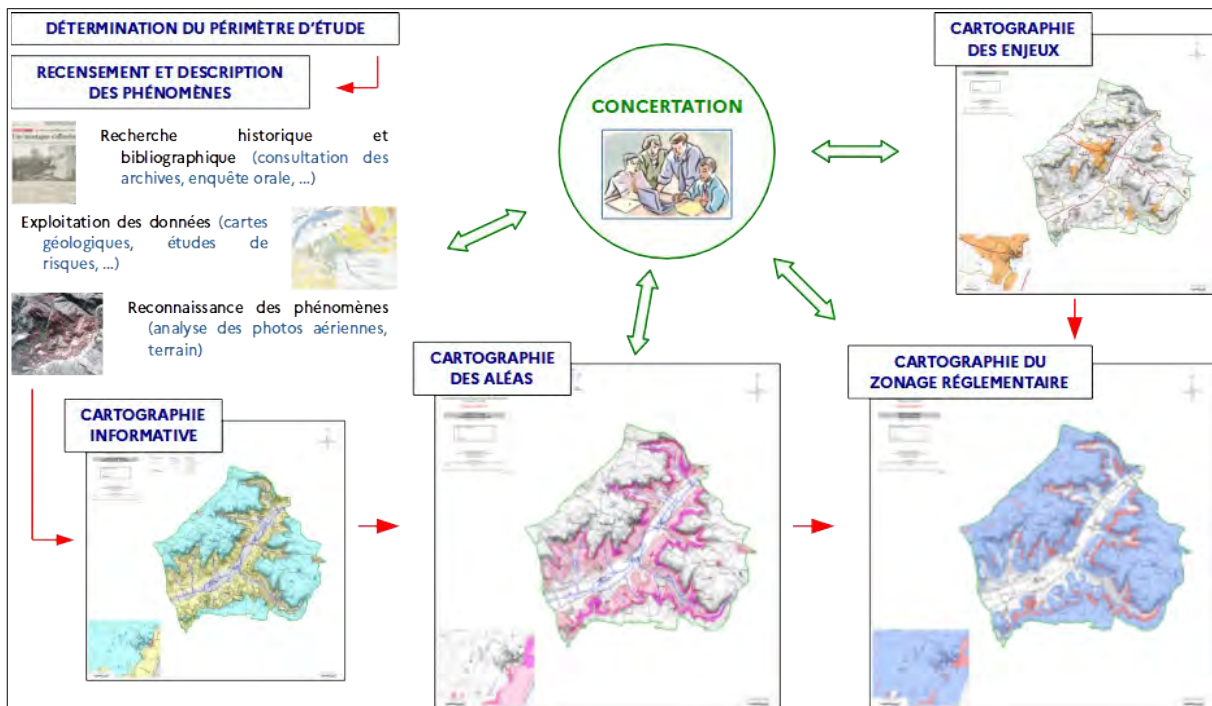 DÉTERMINATION DU PÉRIMÈTRE D'ÉTUDE
RECENSEMENT ET DESCRIPTION
DES PHÉNOMÈNES
Recherche historique et
bibliographique (consultation des
archives, enquête orale, ...)
Exploitation des données (cartes
géologiques, études de
risques, ...)
Reconnaissance des phénomènes
(analyse des photos aériennes,
terrain)
CARTOGRAPHIE
INFORMATIVE
CONCERTATION
CARTOGRAPHIE
DES ALÉAS
CARTOGRAPHIE
DES ENJEUX
CARTOGRAPHIE DU
ZONAGE RÉGLEMENTAIRE